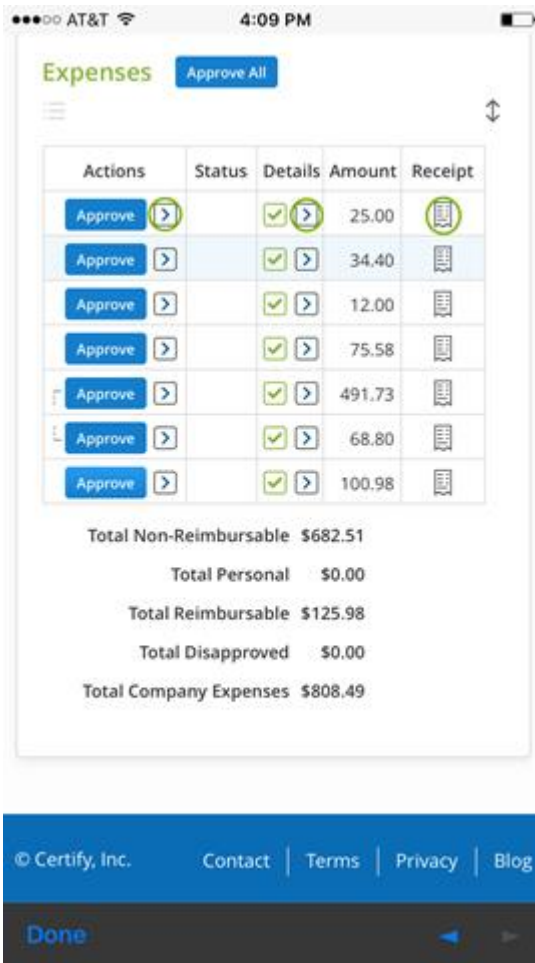 AT&T 4:09 PM
Expenses Approve All
Actions Status Details Amount Receipt
Approve 25.00
Approve 34.40
Approve 12.00
Approve 75.58
Approve 491.73
Approve 68.80
Approve 100.98
Total Non-Reimbursable $682.51
Total Personal $0.00
Total Reimbursable $125.98
Total Disapproved $0.00
Total Company Expenses $808.49
© Certify, Inc. Contact | Terms | Privacy | Blog
Done